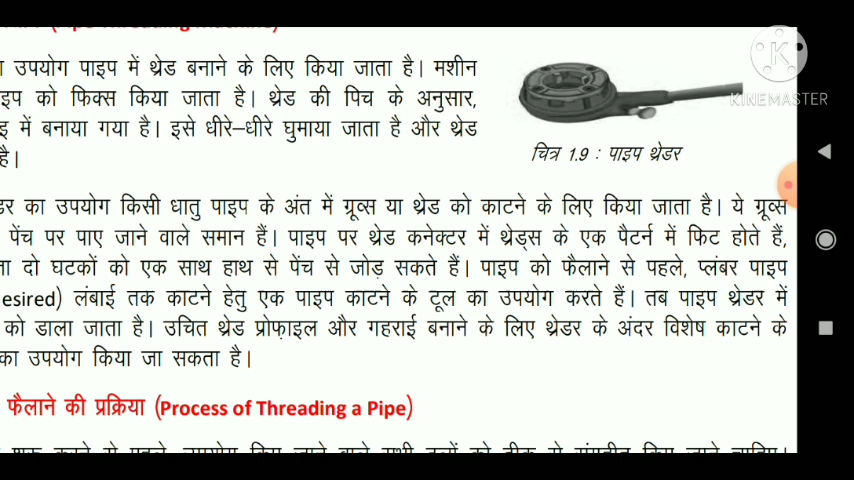 (Pipe Threading Machine)
उपयोग पाइप में थ्रेड बनाने के लिए किया जाता है। मशीन
को फिक्स किया जाता है। थ्रेड की पिच के अनुसार,
में बनाया गया है। इसे धीरे–धीरे घुमाया जाता है और थ्रेड
है।
KINEMASTER
चित्र 1.9 : पाइप थ्रेडर
का उपयोग किसी धातु पाइप के अंत में ग्रूव्स या थ्रेड को काटने के लिए किया जाता है। ये ग्रूव्स
पेंच पर पाए जाने वाले समान हैं। पाइप पर थ्रेड कनेक्टर में थ्रेड्स के एक पैटर्न में फिट होते हैं,
दो घटकों को एक साथ हाथ से पेंच से जोड़ सकते हैं। पाइप को फैलाने से पहले, प्लंबर पाइप
esired) लंबाई तक काटने हेतु एक पाइप काटने के टूल का उपयोग करते हैं। तब पाइप थ्रेडर में
को डाला जाता है। उचित थ्रेड प्रोफ़ाइल और गहराई बनाने के लिए थ्रेडर के अंदर विशेष काटने के
का उपयोग किया जा सकता है।
फैलाने की प्रक्रिया (Process of Threading a Pipe)